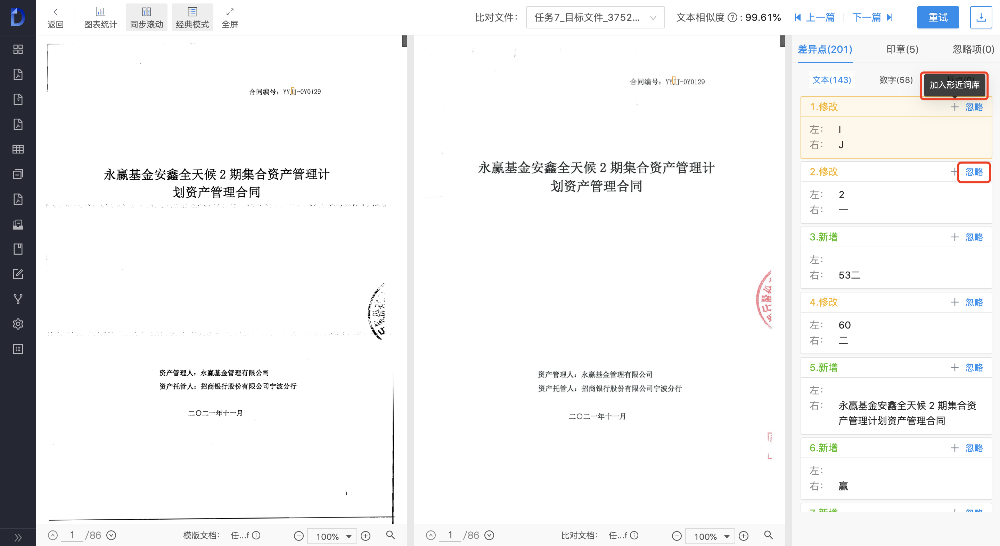 返回
图表统计
同步滚动
经典模式
全屏
比对文件：
任务7_目标文件_3752...
文本相似度 ? : 99.61%
上一篇
下一篇
重试
合同编号：YYJJ-0Y0129
永赢基金安鑫全天候 2 期集合资产管理计
划资产管理合同
资产管理人：永赢基金管理有限公司
资产托管人：招商银行股份有限公司宁波分行
二〇二一年十一月
1 /86
模版文档：
任...f
100%
合同编号：YYJJ-0Y0129
永赢基金安鑫全天候 2 期集合资产管理计
划资产管理合同
资产管理人：永赢基金管理有限公司
资产托管人：招商银行股份有限公司宁波分行
二〇二一年十一月
1 /86
比对文档：
任...f
100%
差异点(201)
印章(5)
忽略项(0)
文本(143)
数字(58)
标点(0)
加入形近词库
1.修改
忽略
左： I
右： J
2.修改
忽略
左： 2
右： 一
3.新增
忽略
左：
右： 53二
4.修改
忽略
左： 60
右： 二
5.新增
忽略
左：
右： 永赢基金安鑫全天候 2 期集合资
产管理计划资产管理合同
6.新增
忽略
左：
右： 赢
7.新增
忽略